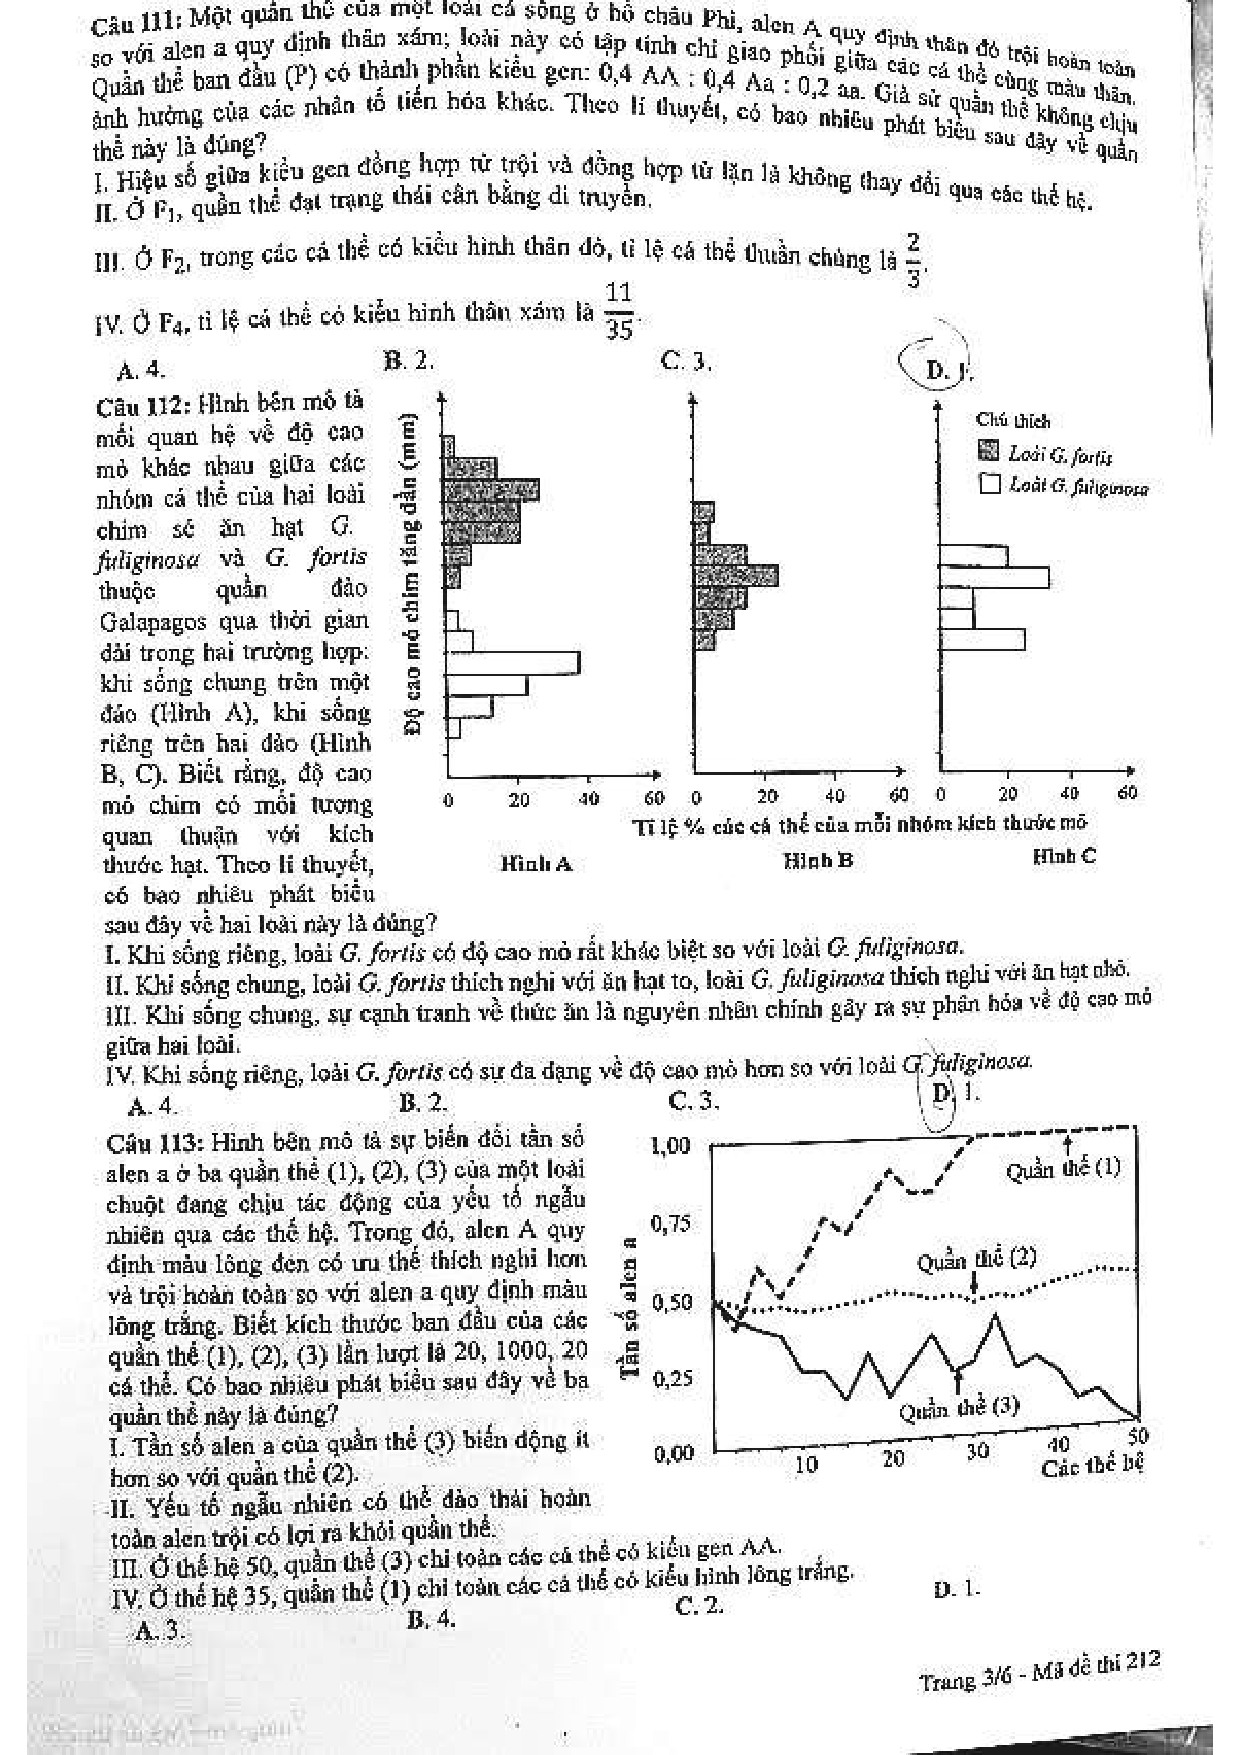 Câu 111: Một quần thể của một loài cá sống ở hồ châu Phi, alen A quy định thân đỏ trội hoàn toàn
so với alen a quy định thân xám; loài này có tập tính chỉ giao phối giữa các cá thể cùng màu thân.
Quần thể ban đầu (P) có thành phần kiểu gen: 0,4 AA : 0,4 Aa : 0,2 aa. Giả sử quần thể không chịu
ảnh hưởng của các nhân tố tiến hóa khác. Theo lí thuyết, có bao nhiêu phát biểu sau đây về quần
thể này là đúng?
I. Hiệu số giữa kiểu gen đồng hợp tử trội và đồng hợp tử lặn là không thay đổi qua các thế hệ.
II. Ở F1, quần thể đạt trạng thái cân bằng di truyền.
III. Ở F2, trong các cá thể có kiểu hình thân đỏ, tỉ lệ cá thể thuần chủng là 2/3.
IV. Ở F4, tỉ lệ cá thể có kiểu hình thân xám là 11/35.
A. 4. B. 2. C. 3. D. 1.
Câu 112: Hình bên mô tả
mối quan hệ về độ cao
mỏ khác nhau giữa các
nhóm cá thể của hai loài
chim sẻ ăn hạt G.
fuliginosa và G. fortis
thuộc quần đảo
Galapagos qua thời gian
dài trong hai trường hợp:
khi sống chung trên một
đảo (Hình A), khi sống
riêng trên hai đảo (Hình
B, C). Biết rằng, độ cao
mỏ chim có mối tương
quan thuận với kích
thước hạt. Theo lí thuyết,
có bao nhiêu phát biểu
sau đây về hai loài này là đúng?
Độ cao mỏ chim tăng dần (mm)
Chú thích
Loài G. fortis
Loài G. fuliginosa
0 20 40 60 0 20 40 60 0 20 40 60
Tỉ lệ % các cá thể của mỗi nhóm kích thước mỏ
Hình A Hình B Hình C
I. Khi sống riêng, loài G. fortis có độ cao mỏ rất khác biệt so với loài G. fuliginosa.
II. Khi sống chung, loài G. fortis thích nghi với ăn hạt to, loài G. fuliginosa thích nghi với ăn hạt nhỏ.
III. Khi sống chung, sự cạnh tranh về thức ăn là nguyên nhân chính gây ra sự phân hóa về độ cao mỏ
giữa hai loài.
IV. Khi sống riêng, loài G. fortis có sự đa dạng về độ cao mỏ hơn so với loài G. fuliginosa.
A. 4. B. 2. C. 3. D. 1.
Câu 113: Hình bên mô tả sự biến đổi tần số
alen a ở ba quần thể (1), (2), (3) của một loài
chuột đang chịu tác động của yếu tố ngẫu
nhiên qua các thế hệ. Trong đó, alen A quy
định màu lông đen có ưu thế thích nghi hơn
và trội hoàn toàn so với alen a quy định màu
lông trắng. Biết kích thước ban đầu của các
quần thể (1), (2), (3) lần lượt là 20, 1000, 20
cá thể. Có bao nhiêu phát biểu sau đây về ba
quần thể này là đúng?
I. Tần số alen a của quần thể (3) biến động ít
hơn so với quần thể (2).
II. Yếu tố ngẫu nhiên có thể đào thải hoàn
toàn alen trội có lợi ra khỏi quần thể.
III. Ở thế hệ 50, quần thể (3) chỉ toàn các cá thể có kiểu gen AA.
IV. Ở thế hệ 35, quần thể (1) chỉ toàn các cá thể có kiểu hình lông trắng.
A. 3. B. 4. C. 2. D. 1.
Tần số alen a
1,00
0,75
0,50
0,25
0,00
Quần thể (1)
Quần thể (2)
Quần thể (3)
10 20 30 40 50
Các thế hệ
Trang 3/6 - Mã đề thi 212